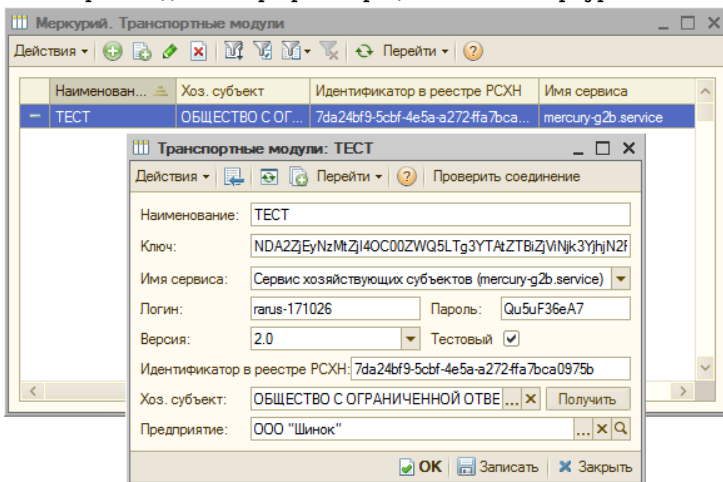 Меркурий. Транспортные модули
Действия Перейти
Наименован... Хоз. субъект Идентификатор в реестре РСХН Имя сервиса
ТЕСТ ОБЩЕСТВО С ОГ... 7da24bf9-5cbf-4e5a-a272-ffa7bca... mercury-g2b.service
Транспортные модули: ТЕСТ
Действия Перейти Проверить соединение
Наименование: ТЕСТ
Ключ:
Имя сервиса: Сервис хозяйствующих субъектов (mercury-g2b.service)
Логин: rarus-171026 Пароль: Qu5uF36eA7
Версия: 2.0 Тестовый
Идентификатор в реестре РСХН: 7da24bf9-5cbf-4e5a-a272-ffa7bca0975b
Хоз. субъект: ОБЩЕСТВО С ОГРАНИЧЕННОЙ ОТВЕ ... Получить
Предприятие: ООО "Шинок" ...
OK Записать Закрыть